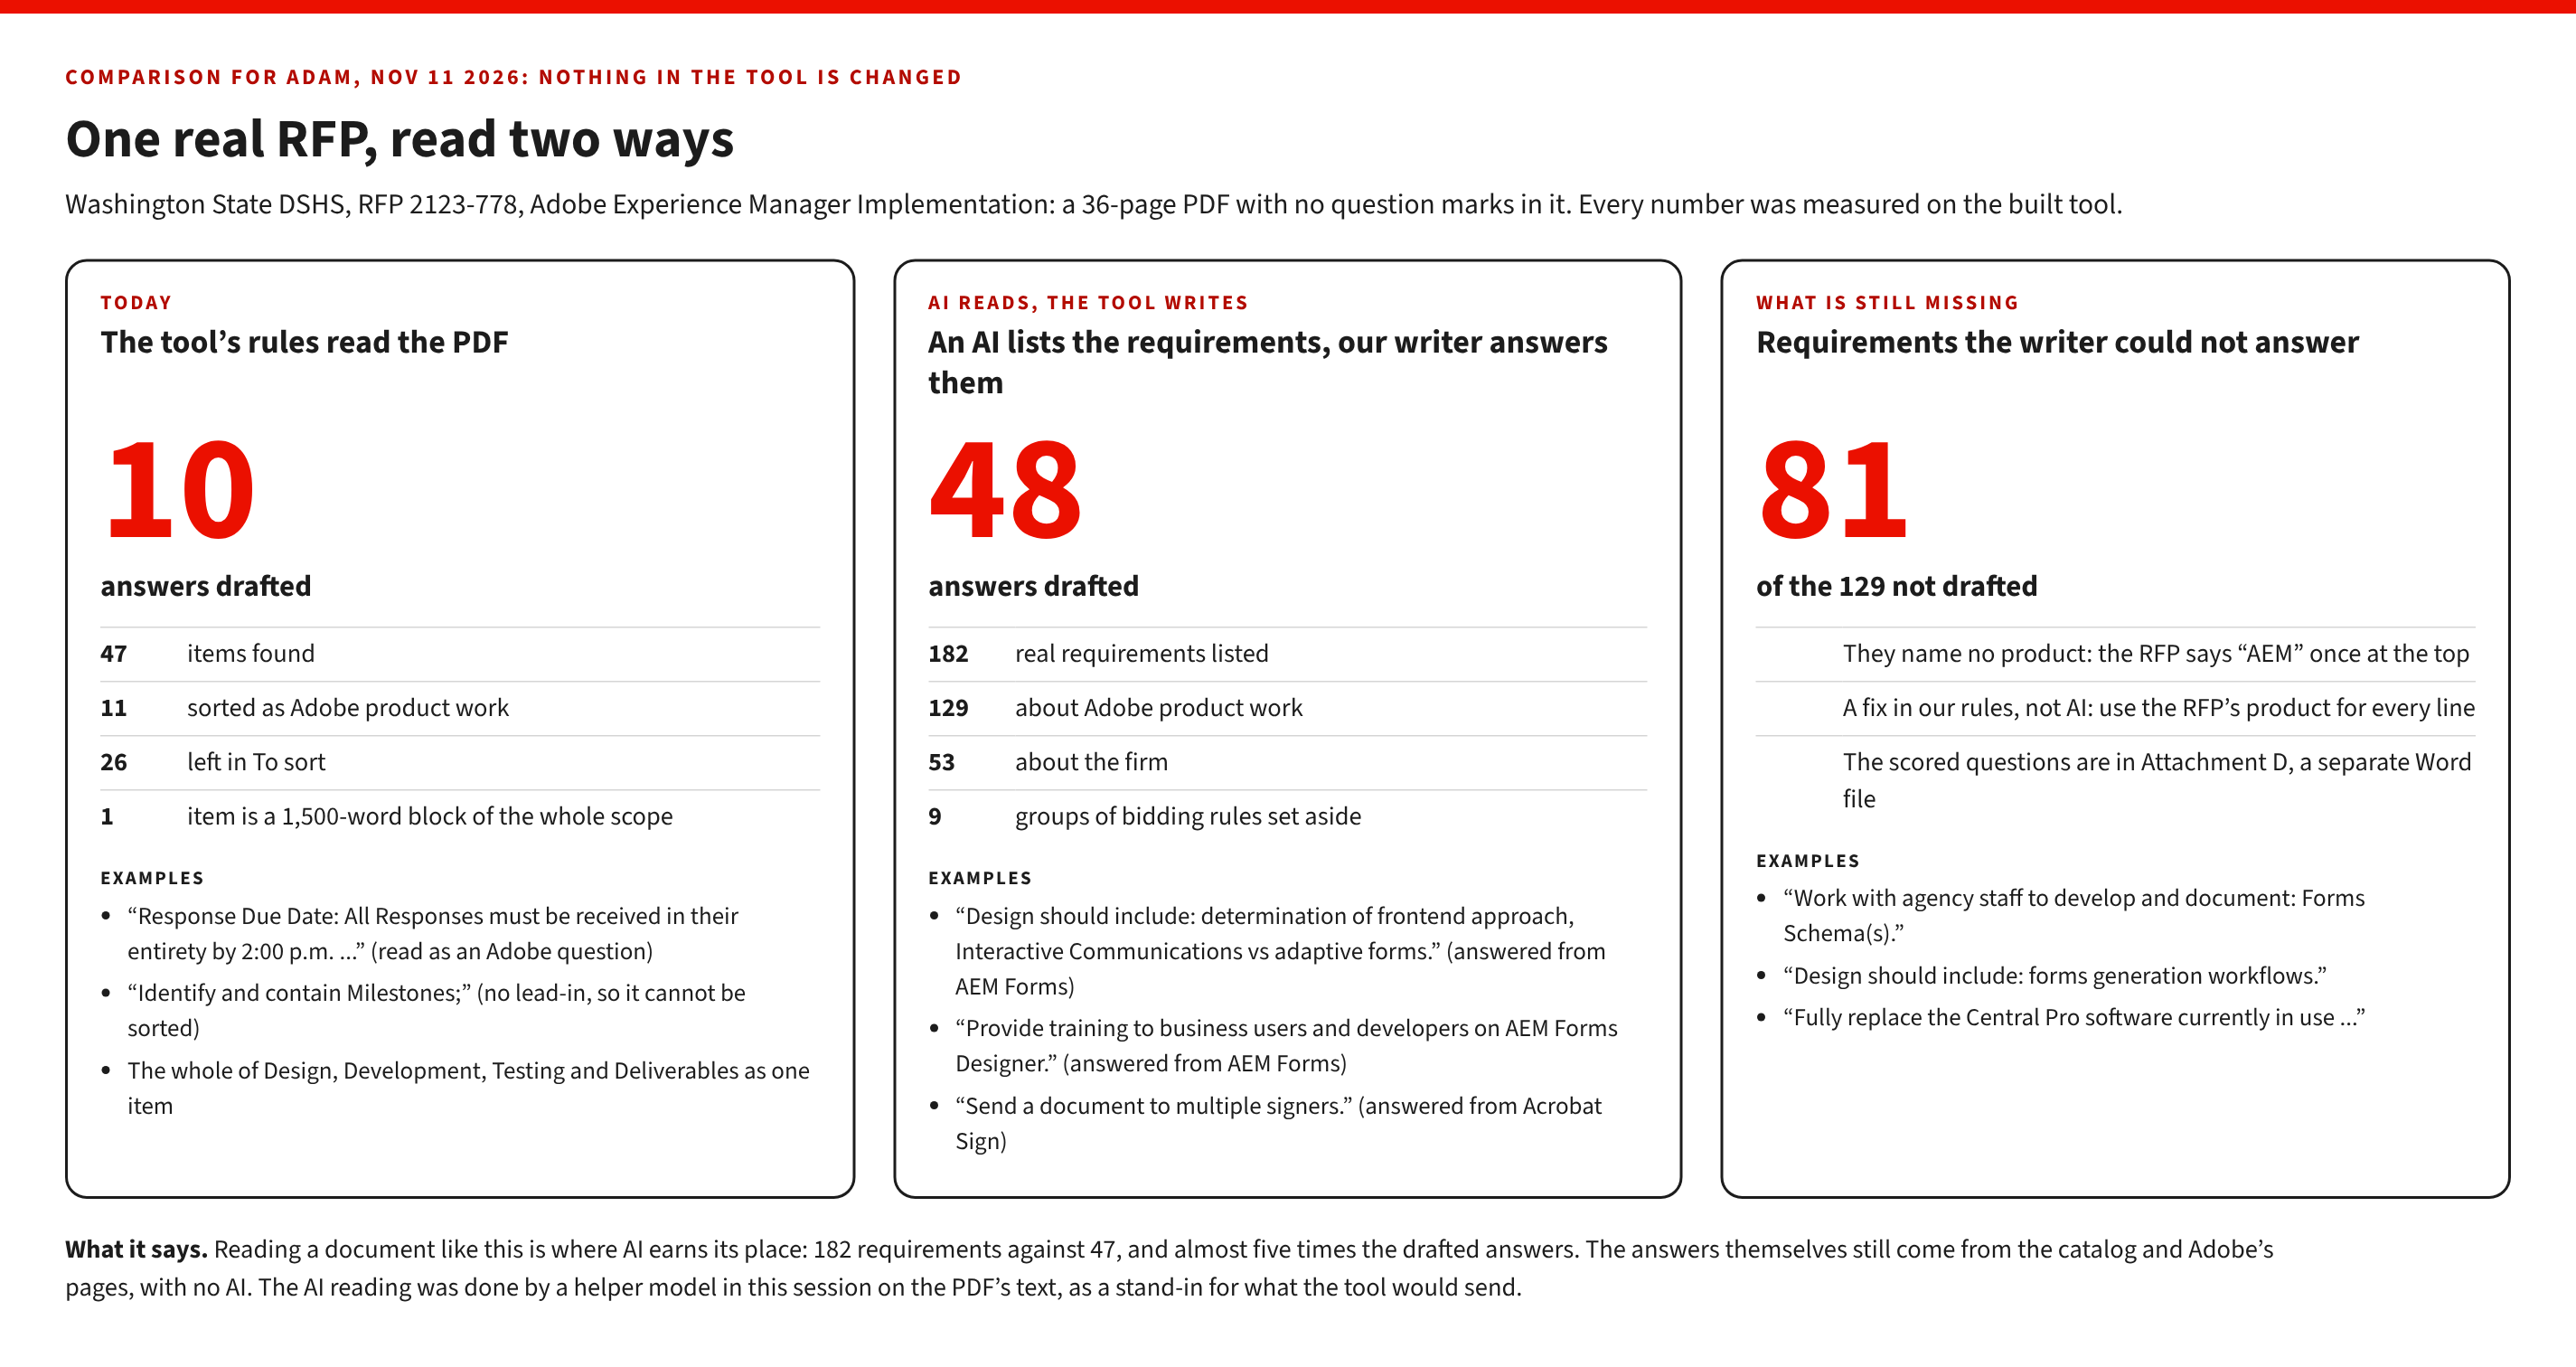 COMPARISON FOR ADAM, NOV 11 2026: NOTHING IN THE TOOL IS CHANGED
One real RFP, read two ways
Washington State DSHS, RFP 2123-778, Adobe Experience Manager Implementation: a 36-page PDF with no question marks in it. Every number was measured on the built tool.
TODAY
The tool’s rules read the PDF
10
answers drafted
47 items found
11 sorted as Adobe product work
26 left in To sort
1 item is a 1,500-word block of the whole scope
EXAMPLES
• “Response Due Date: All Responses must be received in their
entirety by 2:00 p.m. ...” (read as an Adobe question)
• “Identify and contain Milestones;” (no lead-in, so it cannot be
sorted)
• The whole of Design, Development, Testing and Deliverables as one
item
AI READS, THE TOOL WRITES
An AI lists the requirements, our writer answers
them
48
answers drafted
182 real requirements listed
129 about Adobe product work
53 about the firm
9 groups of bidding rules set aside
EXAMPLES
• “Design should include: determination of frontend approach,
Interactive Communications vs adaptive forms.” (answered from
AEM Forms)
• “Provide training to business users and developers on AEM Forms
Designer.” (answered from AEM Forms)
• “Send a document to multiple signers.” (answered from Acrobat
Sign)
WHAT IS STILL MISSING
Requirements the writer could not answer
81
of the 129 not drafted
They name no product: the RFP says “AEM” once at the top
A fix in our rules, not AI: use the RFP’s product for every line
The scored questions are in Attachment D, a separate Word
file
EXAMPLES
• “Work with agency staff to develop and document: Forms
Schema(s).”
• “Design should include: forms generation workflows.”
• “Fully replace the Central Pro software currently in use ...”
What it says. Reading a document like this is where AI earns its place: 182 requirements against 47, and almost five times the drafted answers. The answers themselves still come from the catalog and Adobe’s
pages, with no AI. The AI reading was done by a helper model in this session on the PDF’s text, as a stand-in for what the tool would send.